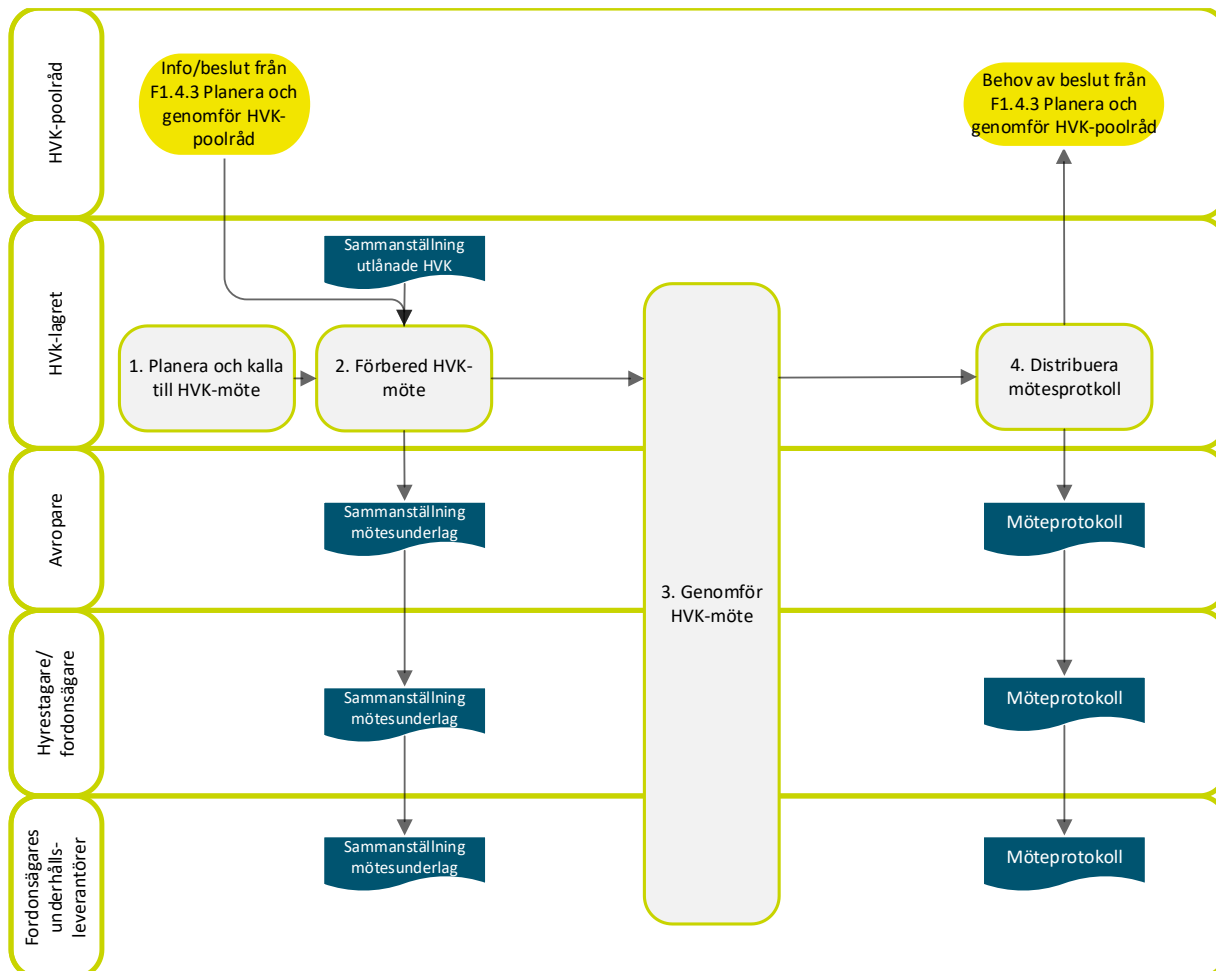 HVK-poolråd
Info/beslut från
F1.4.3 Planera och
genomför HVK-
poolråd
Behov av beslut från
F1.4.3 Planera och
genomför HVK-poolråd
HVk-lagret
Sammanställning
utlånade HVK
1. Planera och kalla
till HVK-möte
2. Förbered HVK-
möte
4. Distribuera
mötesprotkoll
Avropare
Sammanställning
mötesunderlag
Möteprotokoll
3. Genomför
HVK-möte
Hyrestagare/
fordonsägare
Sammanställning
mötesunderlag
Möteprotokoll
Fordonsägares
underhålls-
leverantörer
Sammanställning
mötesunderlag
Möteprotokoll